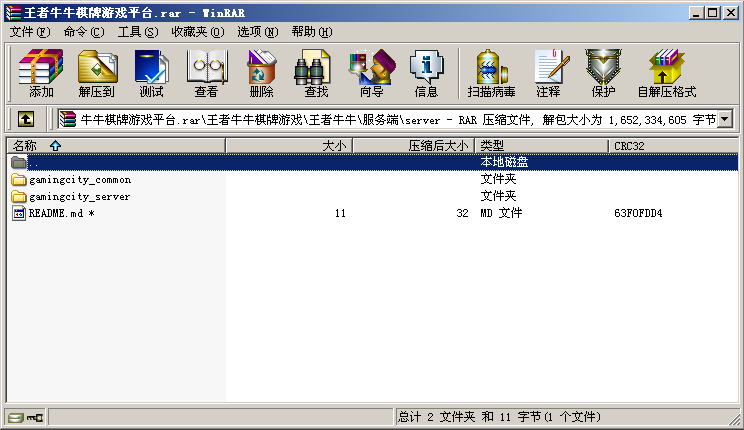 王者牛牛棋牌游戏平台.rar - WinRAR
文件(F) 命令(C) 工具(S) 收藏夹(O) 选项(N) 帮助(H)
添加 解压到 测试 查看 删除 查找 向导 信息 扫描病毒 注释 保护 自解压格式
牛牛棋牌游戏平台.rar\王者牛牛棋牌游戏\王者牛牛\服务端\server - RAR 压缩文件, 解包大小为 1,652,334,605 字节
名称 大小 压缩后大小 类型 CRC32
.. 本地磁盘
gamingcity_common 文件夹
gamingcity_server 文件夹
README.md * 11 32 MD 文件 63F0FDD4
总计 2 文件夹 和 11 字节(1 个文件)